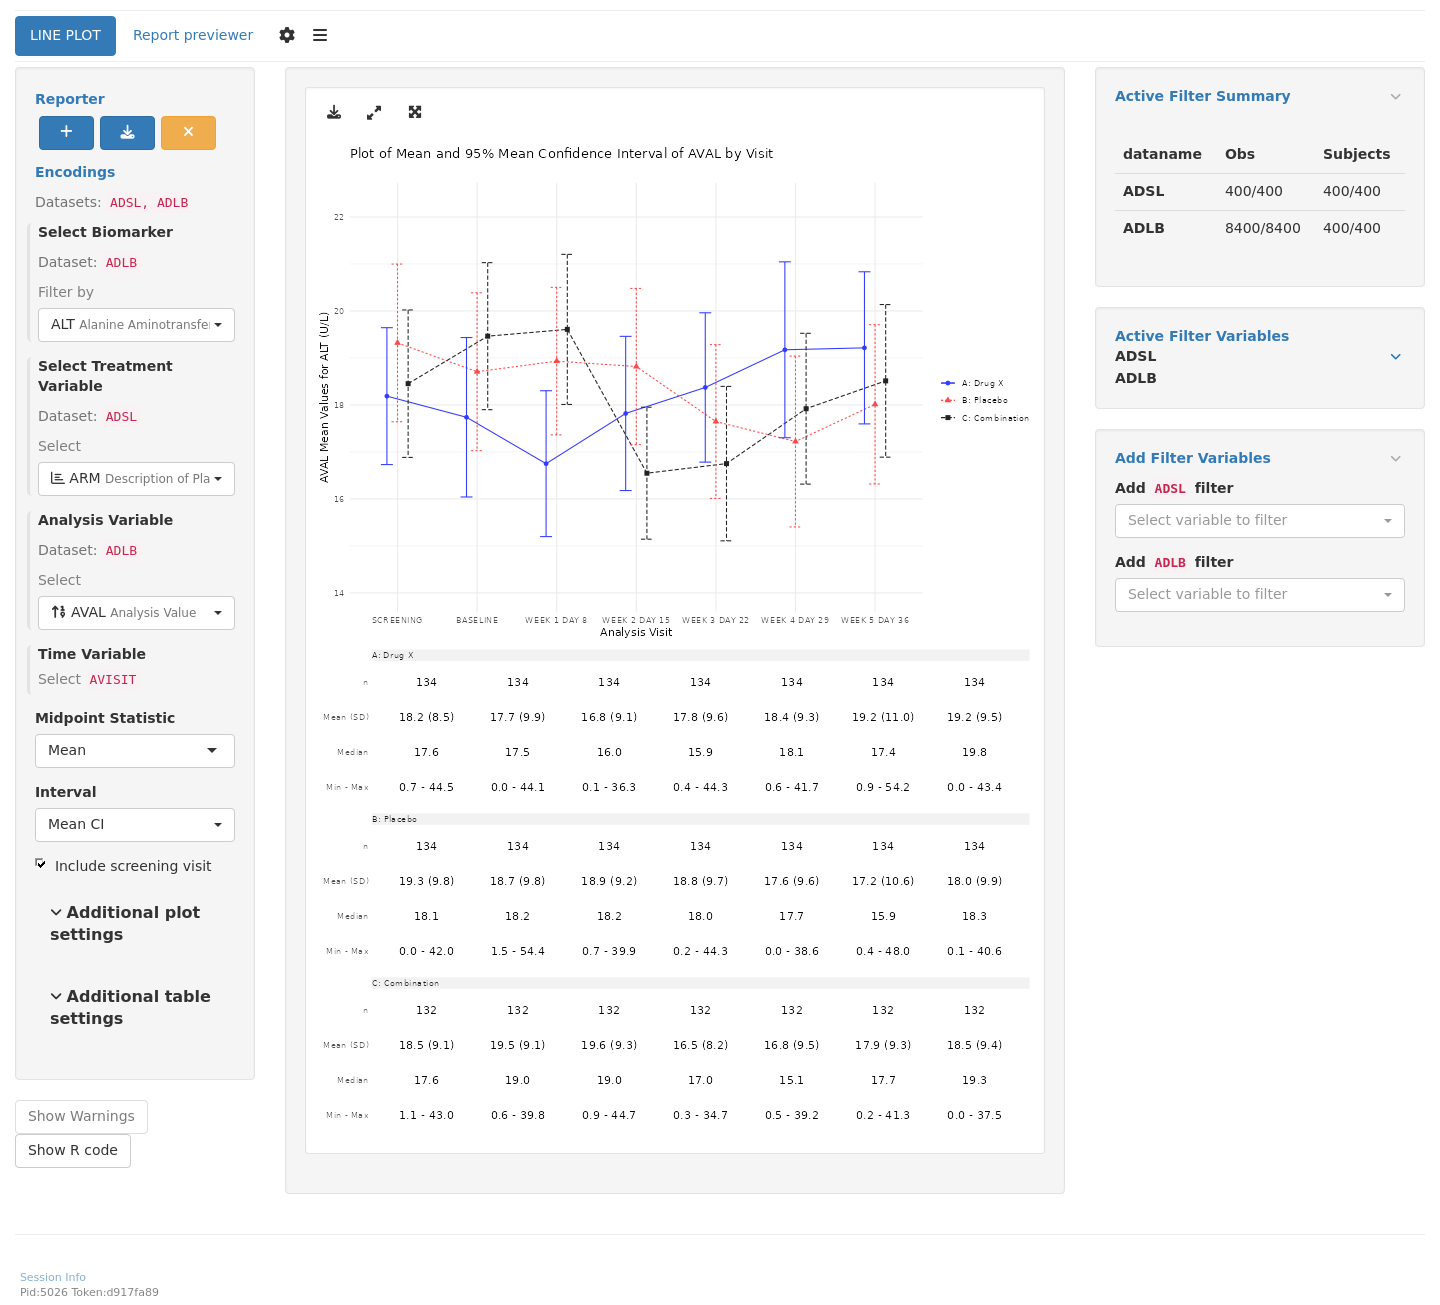 LINE PLOT
Report previewer
Reporter
Encodings
Datasets: ADSL, ADLB
Select Biomarker
Dataset: ADLB
Filter by
ALT Alanine Aminotransfe
Select Treatment
Variable
Dataset: ADSL
Select
ARM Description of Pla
Analysis Variable
Dataset: ADLB
Select
AVAL Analysis Value
Time Variable
Select AVISIT
Midpoint Statistic
Mean
Interval
Mean CI
Include screening visit
Additional plot
settings
Additional table
settings
Show Warnings
Show R code
Plot of Mean and 95% Mean Confidence Interval of AVAL by Visit
AVAL Mean Values for ALT (U/L)
22
20
18
16
14
SCREENING BASELINE WEEK 1 DAY 8 WEEK 2 DAY 15 WEEK 3 DAY 22 WEEK 4 DAY 29 WEEK 5 DAY 36
Analysis Visit
A: Drug X
B: Placebo
C: Combination
A: Drug X
n 134 134 134 134 134 134 134
Mean (SD) 18.2 (8.5) 17.7 (9.9) 16.8 (9.1) 17.8 (9.6) 18.4 (9.3) 19.2 (11.0) 19.2 (9.5)
Median 17.6 17.5 16.0 15.9 18.1 17.4 19.8
Min - Max 0.7 - 44.5 0.0 - 44.1 0.1 - 36.3 0.4 - 44.3 0.6 - 41.7 0.9 - 54.2 0.0 - 43.4
B: Placebo
n 134 134 134 134 134 134 134
Mean (SD) 19.3 (9.8) 18.7 (9.8) 18.9 (9.2) 18.8 (9.7) 17.6 (9.6) 17.2 (10.6) 18.0 (9.9)
Median 18.1 18.2 18.2 18.0 17.7 15.9 18.3
Min - Max 0.0 - 42.0 1.5 - 54.4 0.7 - 39.9 0.2 - 44.3 0.0 - 38.6 0.4 - 48.0 0.1 - 40.6
C: Combination
n 132 132 132 132 132 132 132
Mean (SD) 18.5 (9.1) 19.5 (9.1) 19.6 (9.3) 16.5 (8.2) 16.8 (9.5) 17.9 (9.3) 18.5 (9.4)
Median 17.6 19.0 19.0 17.0 15.1 17.7 19.3
Min - Max 1.1 - 43.0 0.6 - 39.8 0.9 - 44.7 0.3 - 34.7 0.5 - 39.2 0.2 - 41.3 0.0 - 37.5
Active Filter Summary
dataname Obs Subjects
ADSL 400/400 400/400
ADLB 8400/8400 400/400
Active Filter Variables
ADSL
ADLB
Add Filter Variables
Add ADSL filter
Select variable to filter
Add ADLB filter
Select variable to filter
Session Info
Pid:5026 Token:d917fa89